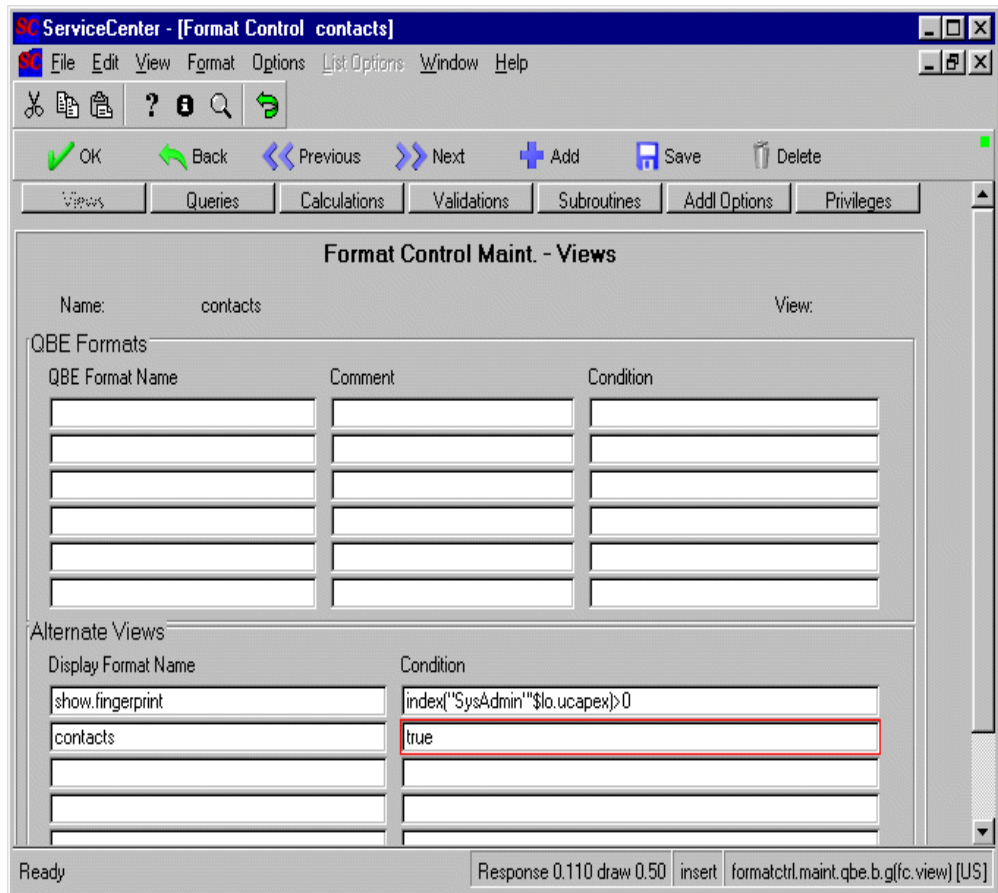 SC ServiceCenter - [Format Control contacts]
SC File Edit View Format Options List Options Window Help
OK Back Previous Next Add Save Delete
Views Queries Calculations Validations Subroutines Addl Options Privileges
Format Control Maint. - Views
Name: contacts View:
QBE Formats
QBE Format Name Comment Condition
Alternate Views
Display Format Name Condition
show.fingerprint index("SysAdmin'"$lo.ucapex)>0
contacts true
Ready Response 0.110 draw 0.50 insert formatctrl.maint.qbe.b.g(fc.view) [US]